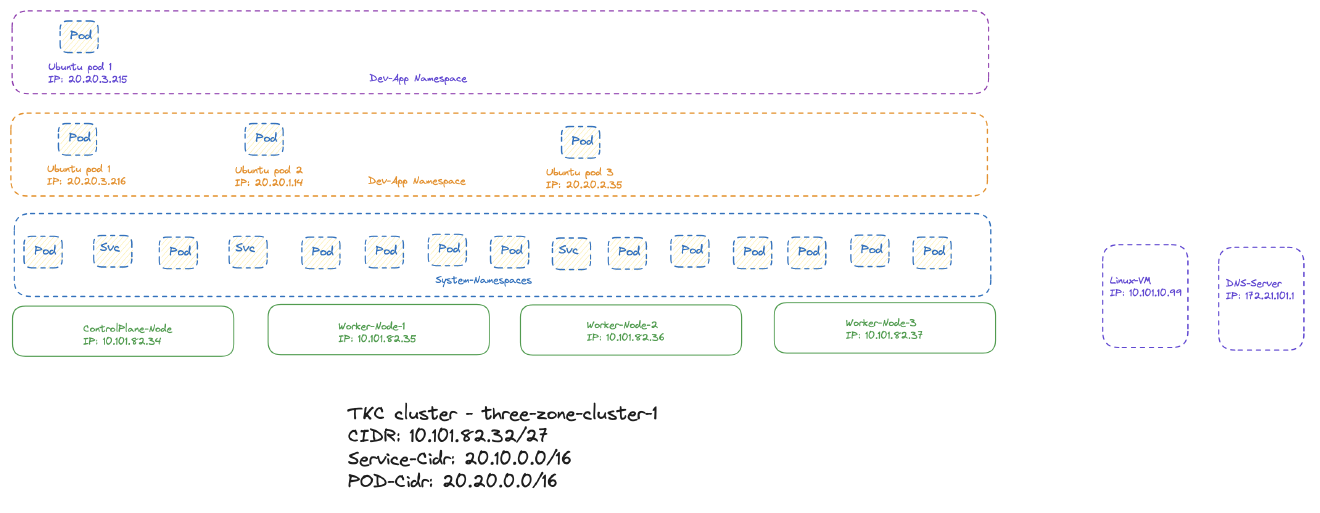 Pod
Ubuntu pod 1
IP: 20.20.3.215
Dev-App Namespace
Pod
Pod
Pod
Ubuntu pod 1
IP: 20.20.3.216
Ubuntu pod 2
IP: 20.20.1.14
Ubuntu pod 3
IP: 20.20.2.35
Dev-App Namespace
Pod
Svc
Pod
Svc
Pod
Pod
Pod
Pod
Svc
Pod
Pod
Pod
Pod
Pod
Pod
System-Namespaces
ControlPlane-Node
IP: 10.101.82.34
Worker-Node-1
IP: 10.101.82.35
Worker-Node-2
IP: 10.101.82.36
Worker-Node-3
IP: 10.101.82.37
Linux-VM
IP: 10.101.10.99
DNS-Server
IP: 172.21.101.1
TKC cluster - three-zone-cluster-1
CIDR: 10.101.82.32/27
Service-Cidr: 20.10.0.0/16
POD-Cidr: 20.20.0.0/16